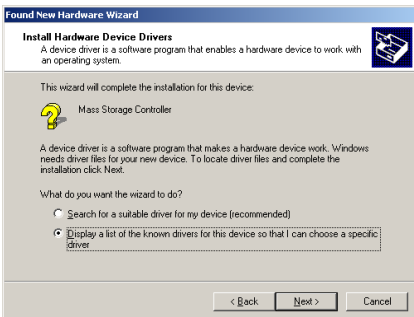 Found New Hardware Wizard
Install Hardware Device Drivers
A device driver is a software program that enables a hardware device to work with
an operating system.
This wizard will complete the installation for this device:
Mass Storage Controller
A device driver is a software program that makes a hardware device work. Windows
needs driver files for your new device. To locate driver files and complete the
installation click Next.
What do you want the wizard to do?
Search for a suitable driver for my device (recommended)
Display a list of the known drivers for this device so that I can choose a specific
driver
< Back
Next >
Cancel